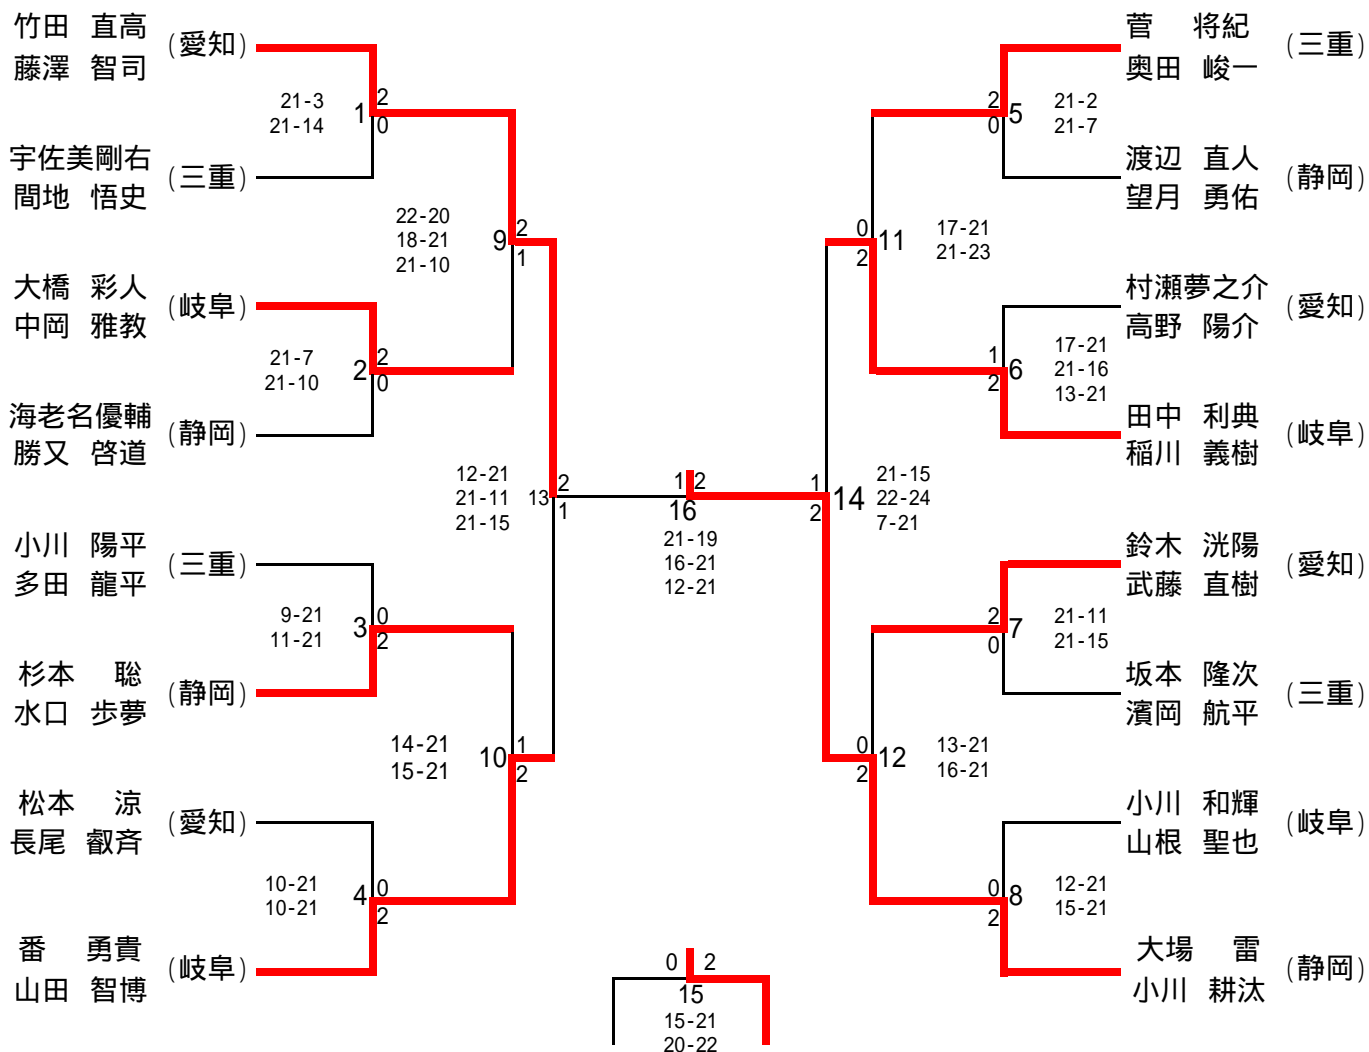 竹田 直高
藤澤 智司
(愛知)
21-3
21-14
1
2
0
宇佐美剛右
間地 悟史
(三重)
22-20
18-21
21-10
9
2
1
大橋 彩人
中岡 雅教
(岐阜)
21-7
21-10
2
2
0
海老名優輔
勝又 啓道
(静岡)
12-21
21-11
21-15
13
2
1
小川 陽平
多田 龍平
(三重)
9-21
11-21
3
0
2
杉本 聡
水口 歩夢
(静岡)
14-21
15-21
10
1
2
松本 涼
長尾 叡斉
(愛知)
10-21
10-21
4
0
2
番 勇貴
山田 智博
(岐阜)
1 2
16
21-19
16-21
12-21
0 2
15
15-21
20-22
菅 将紀
奥田 峻一
(三重)
2
0
5
21-2
21-7
渡辺 直人
望月 勇佑
(静岡)
0
2
11
17-21
21-23
村瀬夢之介
高野 陽介
(愛知)
1
2
6
17-21
21-16
13-21
田中 利典
稲川 義樹
(岐阜)
1
2
14
21-15
22-24
7-21
鈴木 洸陽
武藤 直樹
(愛知)
2
0
7
21-11
21-15
坂本 隆次
濱岡 航平
(三重)
0
2
12
13-21
16-21
小川 和輝
山根 聖也
(岐阜)
0
2
8
12-21
15-21
大場 雷
小川 耕汰
(静岡)